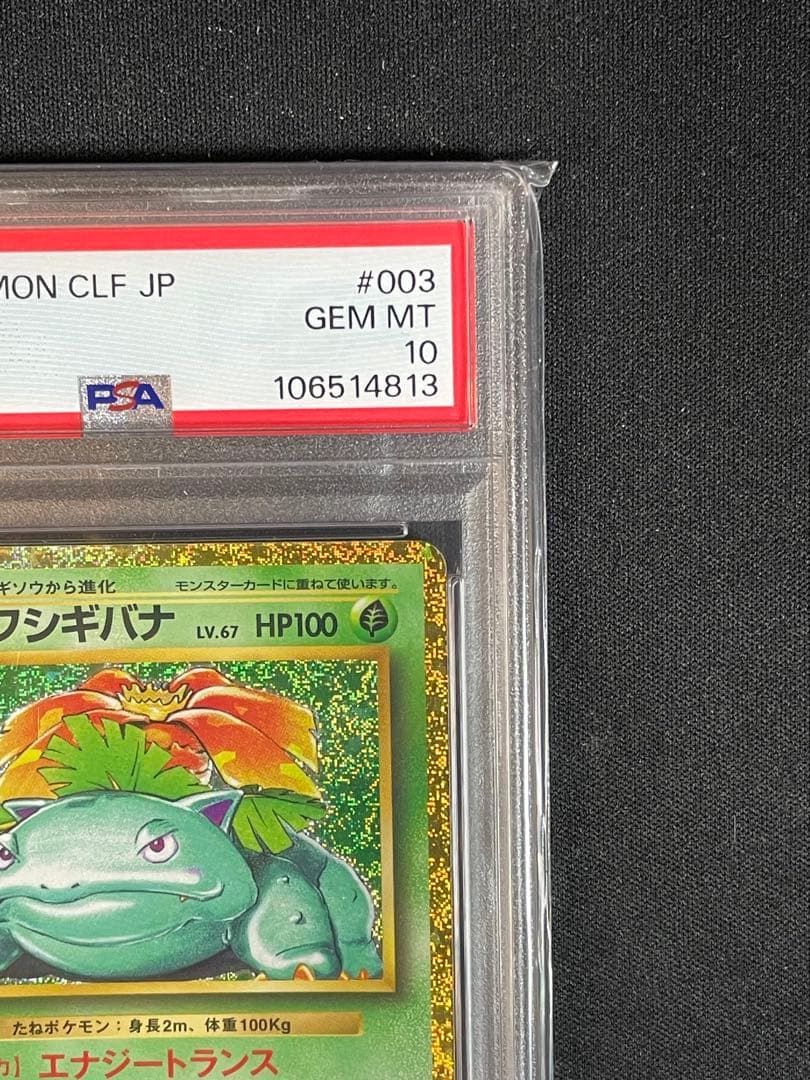 MON CLF JP
#003
GEM MT
10
PSA
106514813
ギソウから進化
モンスターカードに重ねて使います。
フシギバナ LV.67 HP100
たねポケモン：身長2m、体重100Kg
力】エナジートランス